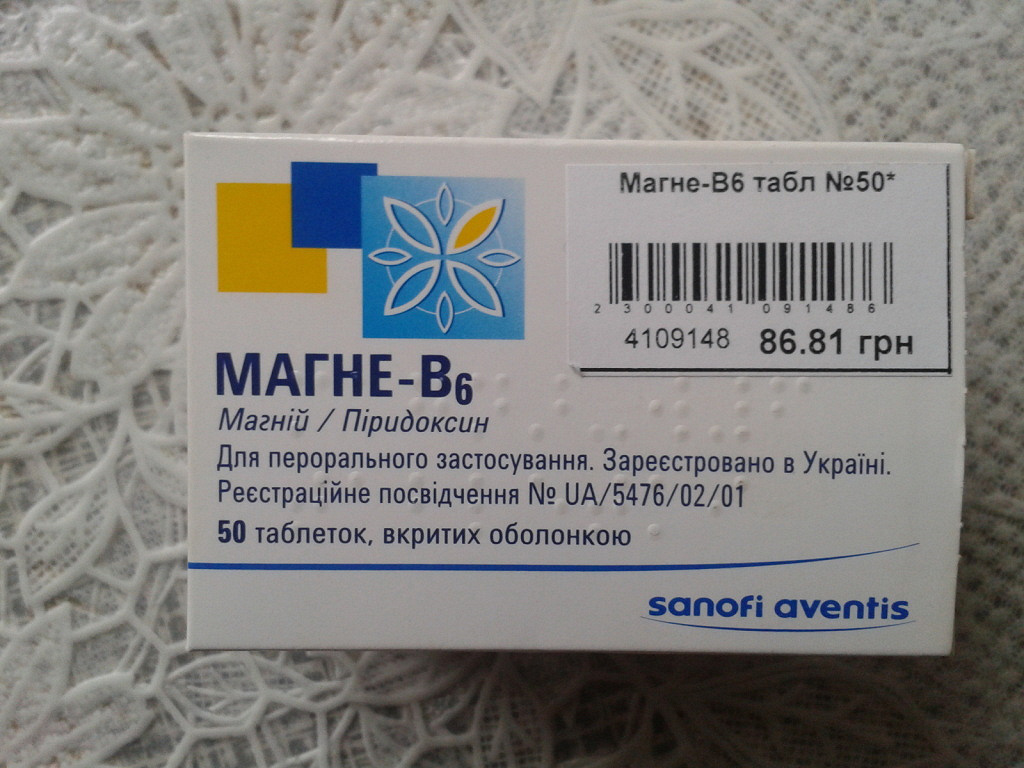 Магне-В6 табл №50*
2 300041 091486
4109148 86.81 грн
МАГНЕ-В6
Магній / Піридоксин
Для перорального застосування. Зареєстровано в Україні.
Реєстраційне посвідчення № UA/5476/02/01
50 таблеток, вкритих оболонкою
sanofi aventis